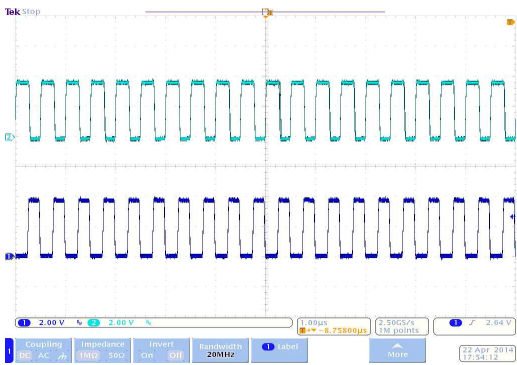 Tek Stop
2
1
1 2.00 V 2 2.00 V
1.00µs
-8.75800µs
2.50GS/s
1M points
1 2.04 V
1
Coupling
DC AC
Impedance
1MΩ 50Ω
Invert
On Off
Bandwidth
20MHz
1 Label
More
22 Apr 2014
17:54:12